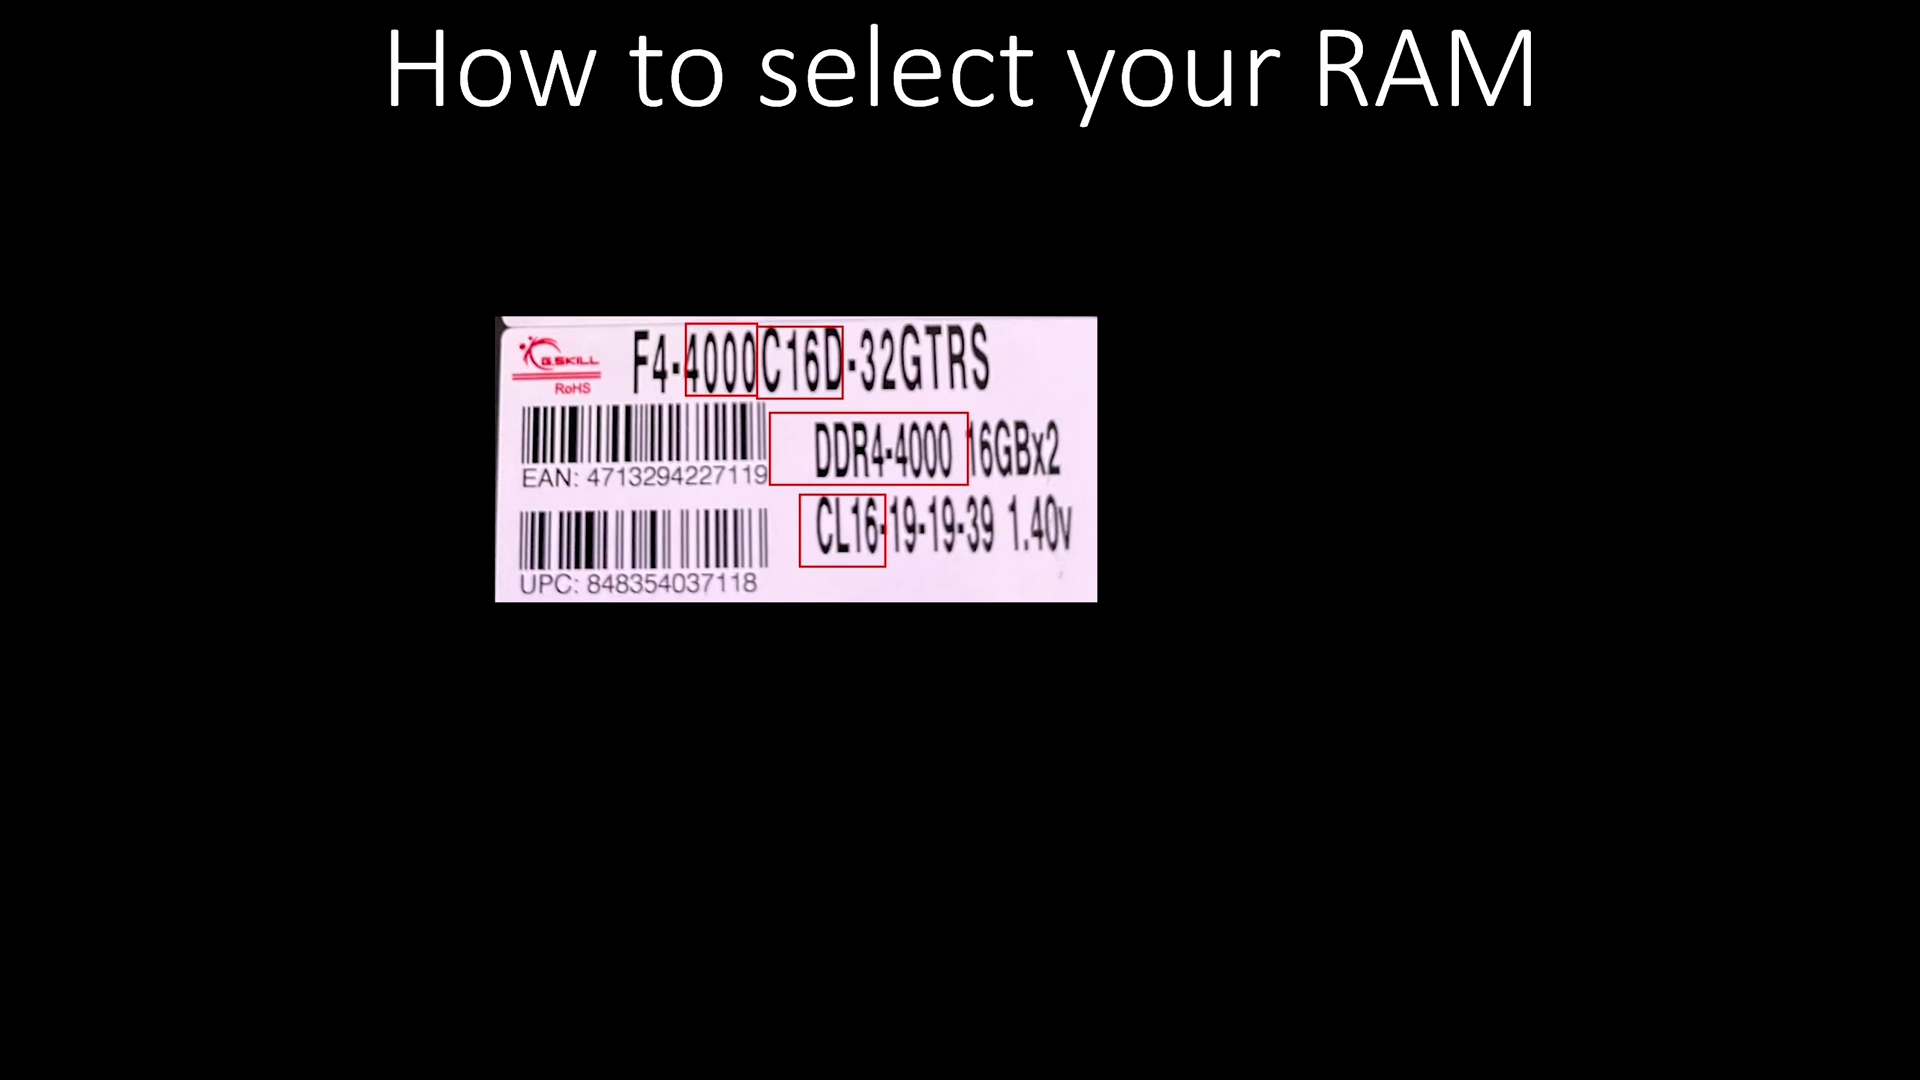 How to select your RAM
G.SKILL
RoHS
F4-4000C16D-32GTRS
EAN: 4713294227119
DDR4-4000 16GBx2
CL16-19-19-39 1.40v
UPC: 848354037118